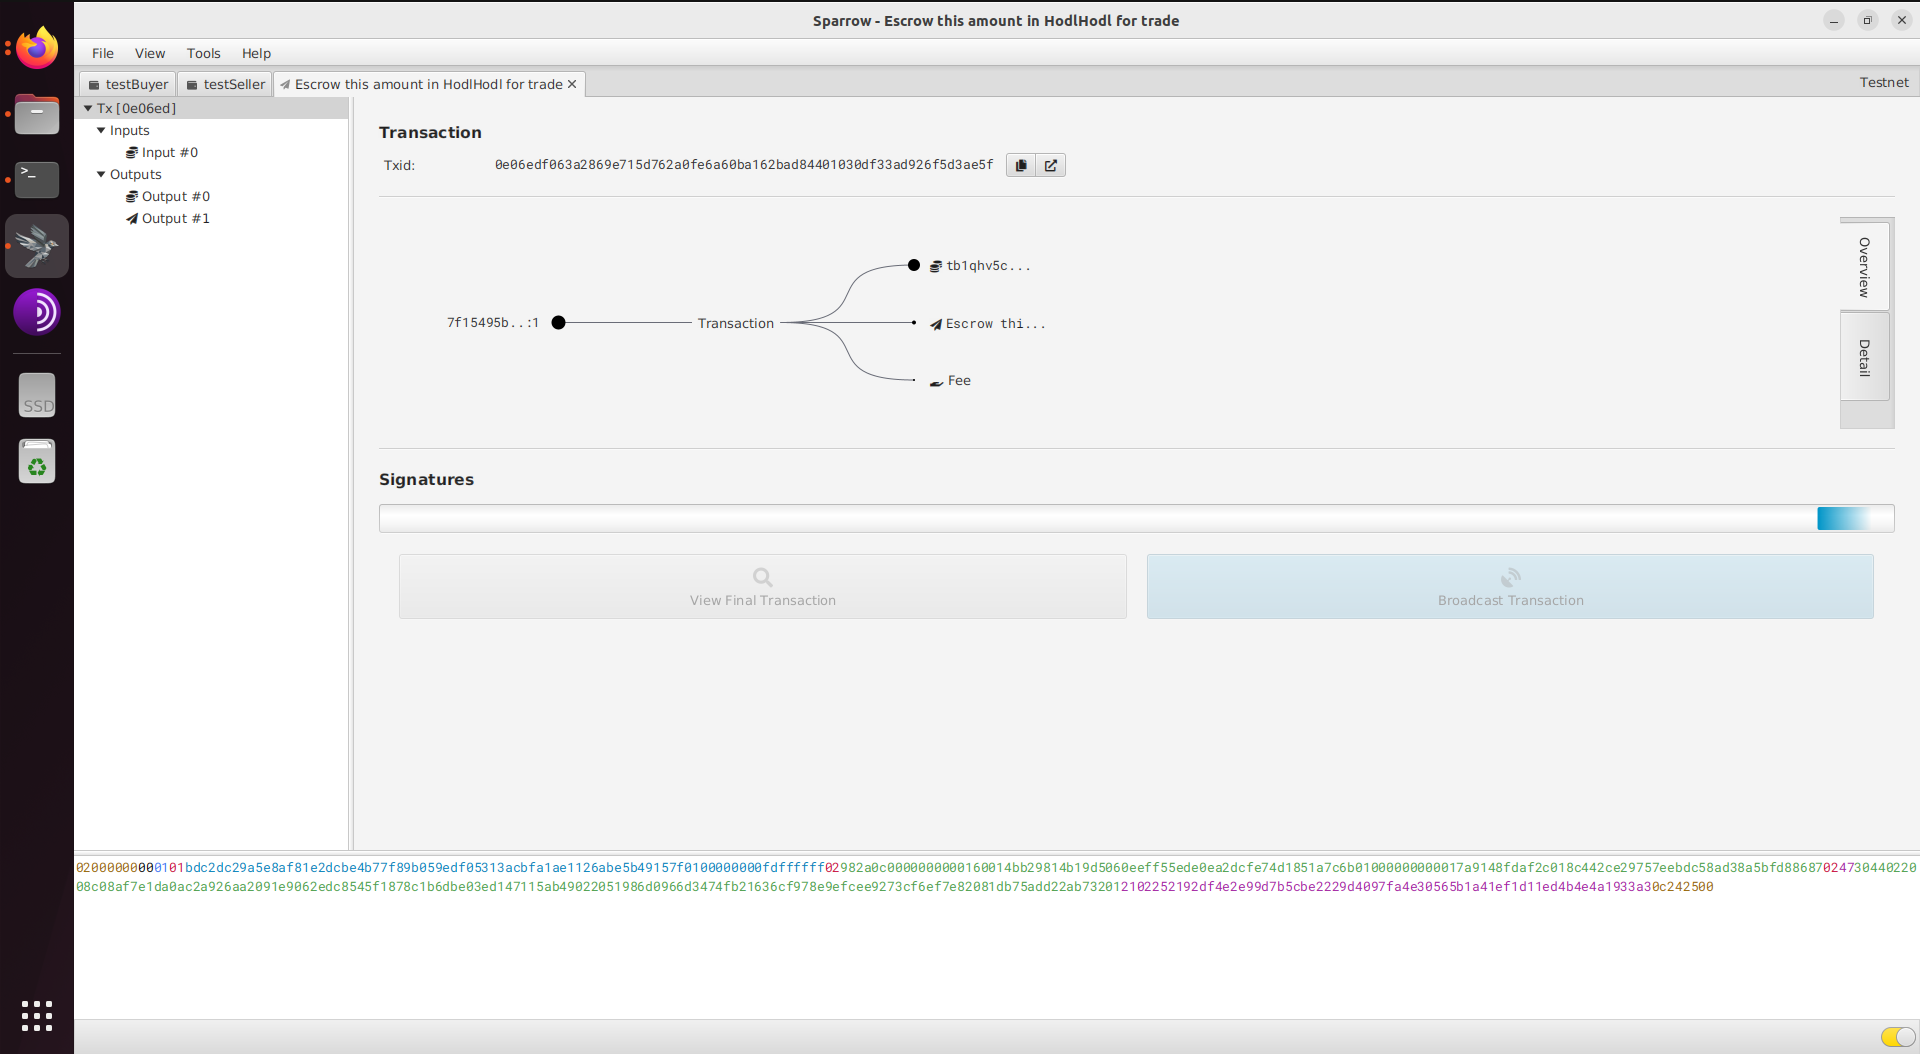 Sparrow - Escrow this amount in HodlHodl for trade
File View Tools Help
testBuyer testSeller Escrow this amount in HodlHodl for trade Testnet
Tx [0e06ed]
Inputs
Input #0
Outputs
Output #0
Output #1
Transaction
Txid: 0e06edf063a2869e715d762a0fe6a60ba162bad84401030df33ad926f5d3ae5f
tb1qhv5c...
7f15495b..:1 Transaction Escrow thi...
Fee
Overview
Detail
Signatures
View Final Transaction Broadcast Transaction
SSD
02000000000101bdc2dc29a5e8af81e2dcbe4b77f89b059edf05313acbfa1ae1126abe5b49157f0100000000fdffffff02982a0c0000000000160014bb29814b19d5060eeff55ede0ea2dcfe74d1851a7c6b01000000000017a9148fdaf2c018c442ce29757eebdc58ad38a5bfd88687024730440220
08c08af7e1da0ac2a926aa2091e9062edc8545f1878c1b6dbe03ed147115ab49022051986d0966d3474fb21636cf978e9efcee9273cf6ef7e82081db75add22ab732012102252192df4e2e99d7b5cbe2229d4097fa4e30565b1a41ef1d11ed4b4e4a1933a30c242500